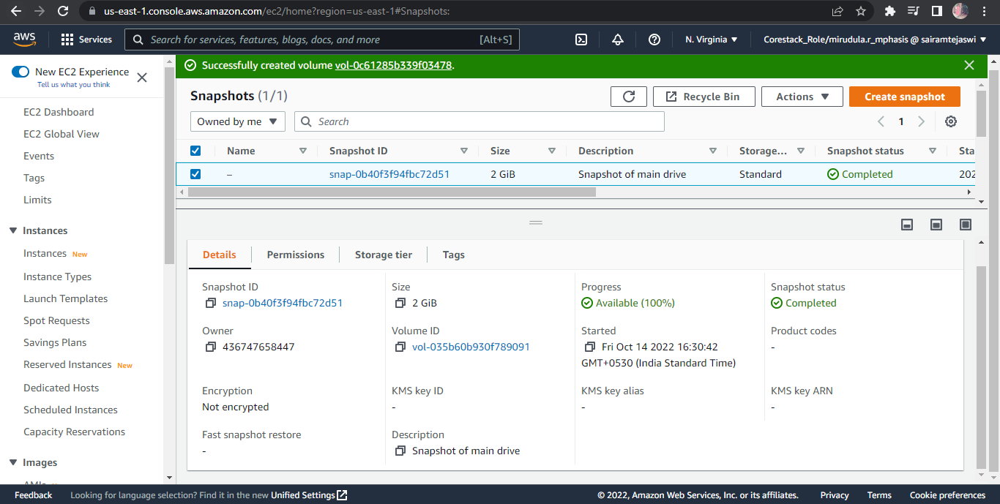 us-east-1.console.aws.amazon.com/ec2/home?region=us-east-1#Snapshots:
aws Services Search for services, features, blogs, docs, and more [Alt+S] N. Virginia ▼ Corestack_Role/mirudula.r_mphasis @ sairamtejaswi ▼
New EC2 Experience
Tell us what you think
EC2 Dashboard
EC2 Global View
Events
Tags
Limits
Instances
Instances New
Instance Types
Launch Templates
Spot Requests
Savings Plans
Reserved Instances New
Dedicated Hosts
Scheduled Instances
Capacity Reservations
Images
Successfully created volume vol-0c61285b339f03478.
Snapshots (1/1)
Recycle Bin Actions ▼ Create snapshot
Owned by me ▼ Search 1
Name Snapshot ID Size Description Storage... Snapshot status Sta
– snap-0b40f3f94fbc72d51 2 GiB Snapshot of main drive Standard Completed 202
Details Permissions Storage tier Tags
Snapshot ID Size Progress Snapshot status
snap-0b40f3f94fbc72d51 2 GiB Available (100%) Completed
Owner Volume ID Started Product codes
436747658447 vol-035b60b930f789091 Fri Oct 14 2022 16:30:42 -
GMT+0530 (India Standard Time)
Encryption KMS key ID KMS key alias KMS key ARN
Not encrypted - - -
Fast snapshot restore Description
- Snapshot of main drive
Feedback Looking for language selection? Find it in the new Unified Settings © 2022, Amazon Web Services, Inc. or its affiliates. Privacy Terms Cookie preferences